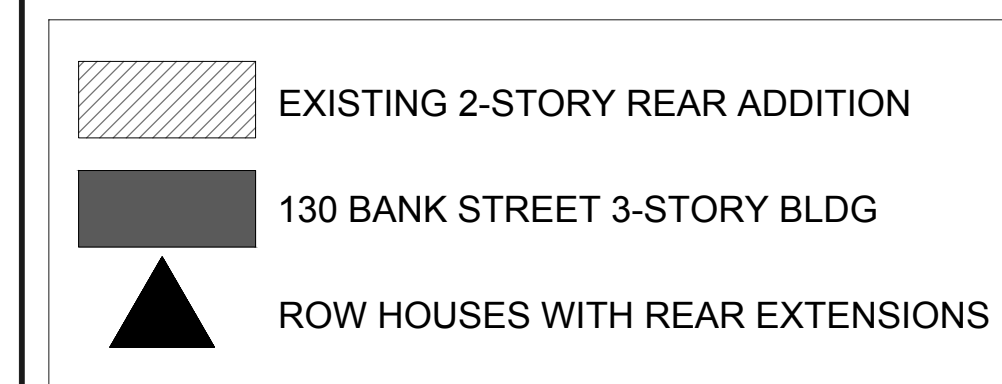 EXISTING 2-STORY REAR ADDITION
130 BANK STREET 3-STORY BLDG
ROW HOUSES WITH REAR EXTENSIONS